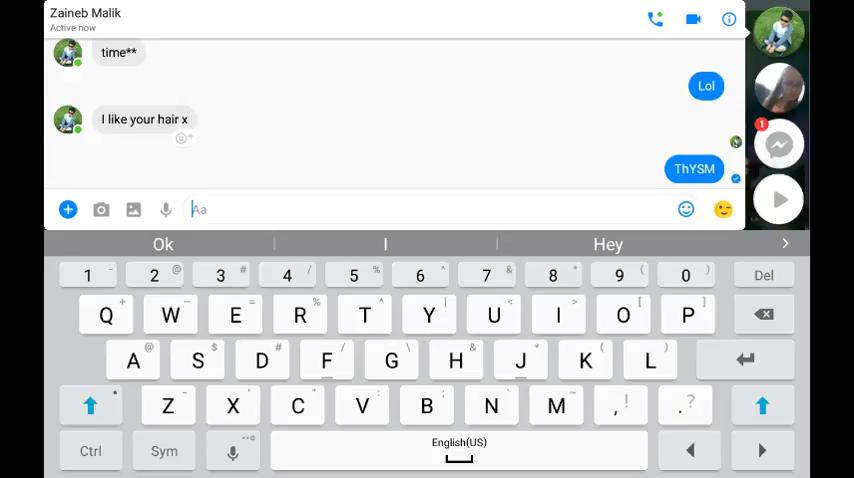 Zaineb Malik
Active now
time**
Lol
I like your hair x
ThYSM
1
Aa
Ok I Hey
1 - 2 @ 3 # 4 / 5 % 6 ^ 7 & 8 * 9 ( 0 ) Del
Q + W - E = R % T ^ Y | U < I > O [ P ]
A @ S $ D # F / G \ H & J * K ( L )
Z - X ' C " V : B ; N ` M ~ , ! . ?
Ctrl Sym English(US)